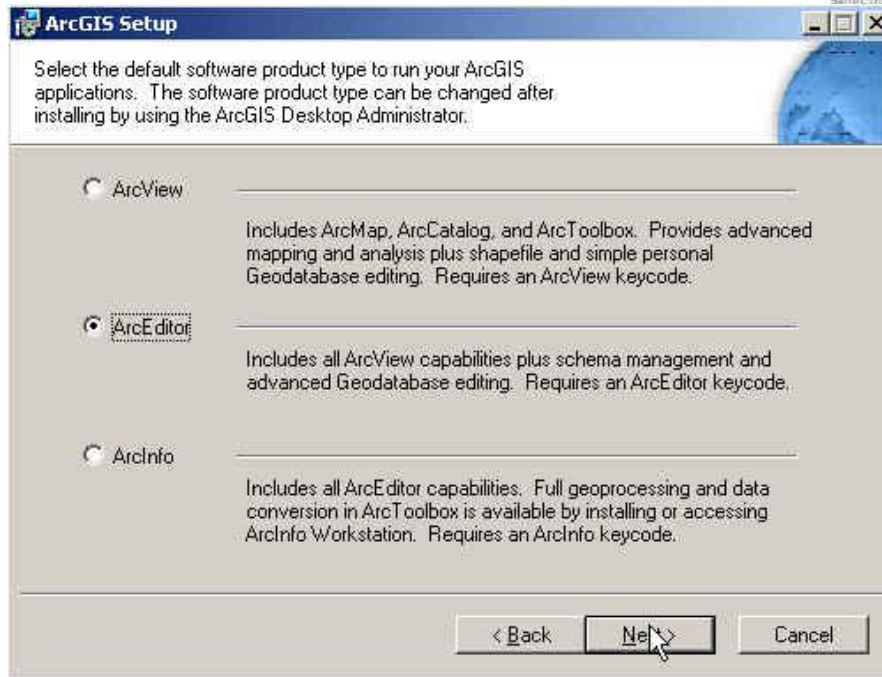 ArcGIS Setup
Select the default software product type to run your ArcGIS
applications. The software product type can be changed after
installing by using the ArcGIS Desktop Administrator.
ArcView
Includes ArcMap, ArcCatalog, and ArcToolbox. Provides advanced
mapping and analysis plus shapefile and simple personal
Geodatabase editing. Requires an ArcView keycode.
ArcEditor
Includes all ArcView capabilities plus schema management and
advanced Geodatabase editing. Requires an ArcEditor keycode.
ArcInfo
Includes all ArcEditor capabilities. Full geoprocessing and data
conversion in ArcToolbox is available by installing or accessing
ArcInfo Workstation. Requires an ArcInfo keycode.
< Back Next > Cancel